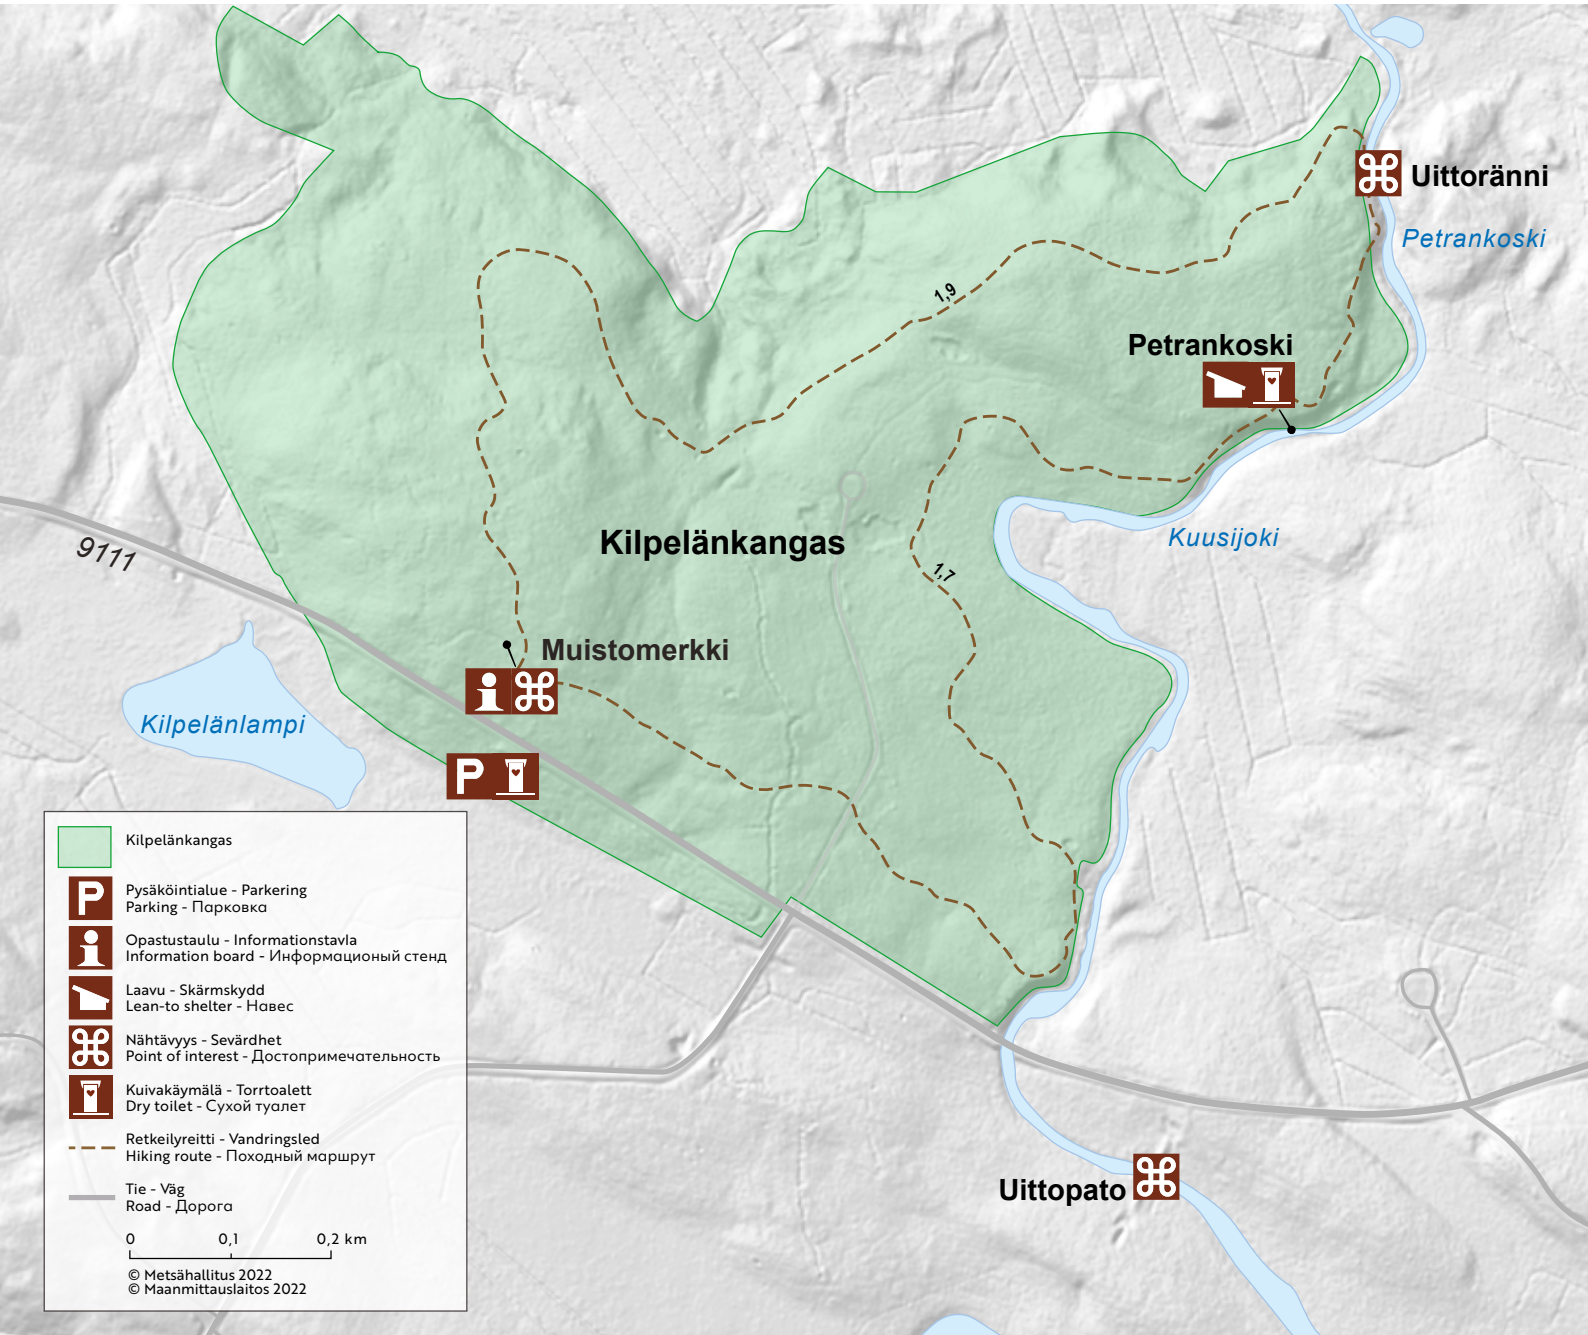 Uittoränni
Petrankoski
1,9
Petrankoski
Kuusijoki
Kilpelänkangas
9111
1,7
Muistomerkki
Kilpelänlampi
P
Kilpelänkangas
P
Pysäköintialue - Parkering
Parking - Парковка
Opastustaulu - Informationstavla
Information board - Информационый стенд
Laavu - Skärmskydd
Lean-to shelter - Навес
Nähtävyys - Sevärdhet
Point of interest - Достопримечательность
Kuivakäymälä - Torrtoalett
Dry toilet - Сухой туалет
Retkeilyreitti - Vandringsled
Hiking route - Походный маршрут
Tie - Väg
Road - Дорога
0 0,1 0,2 km
© Metsähallitus 2022
© Maanmittauslaitos 2022
Uittopato